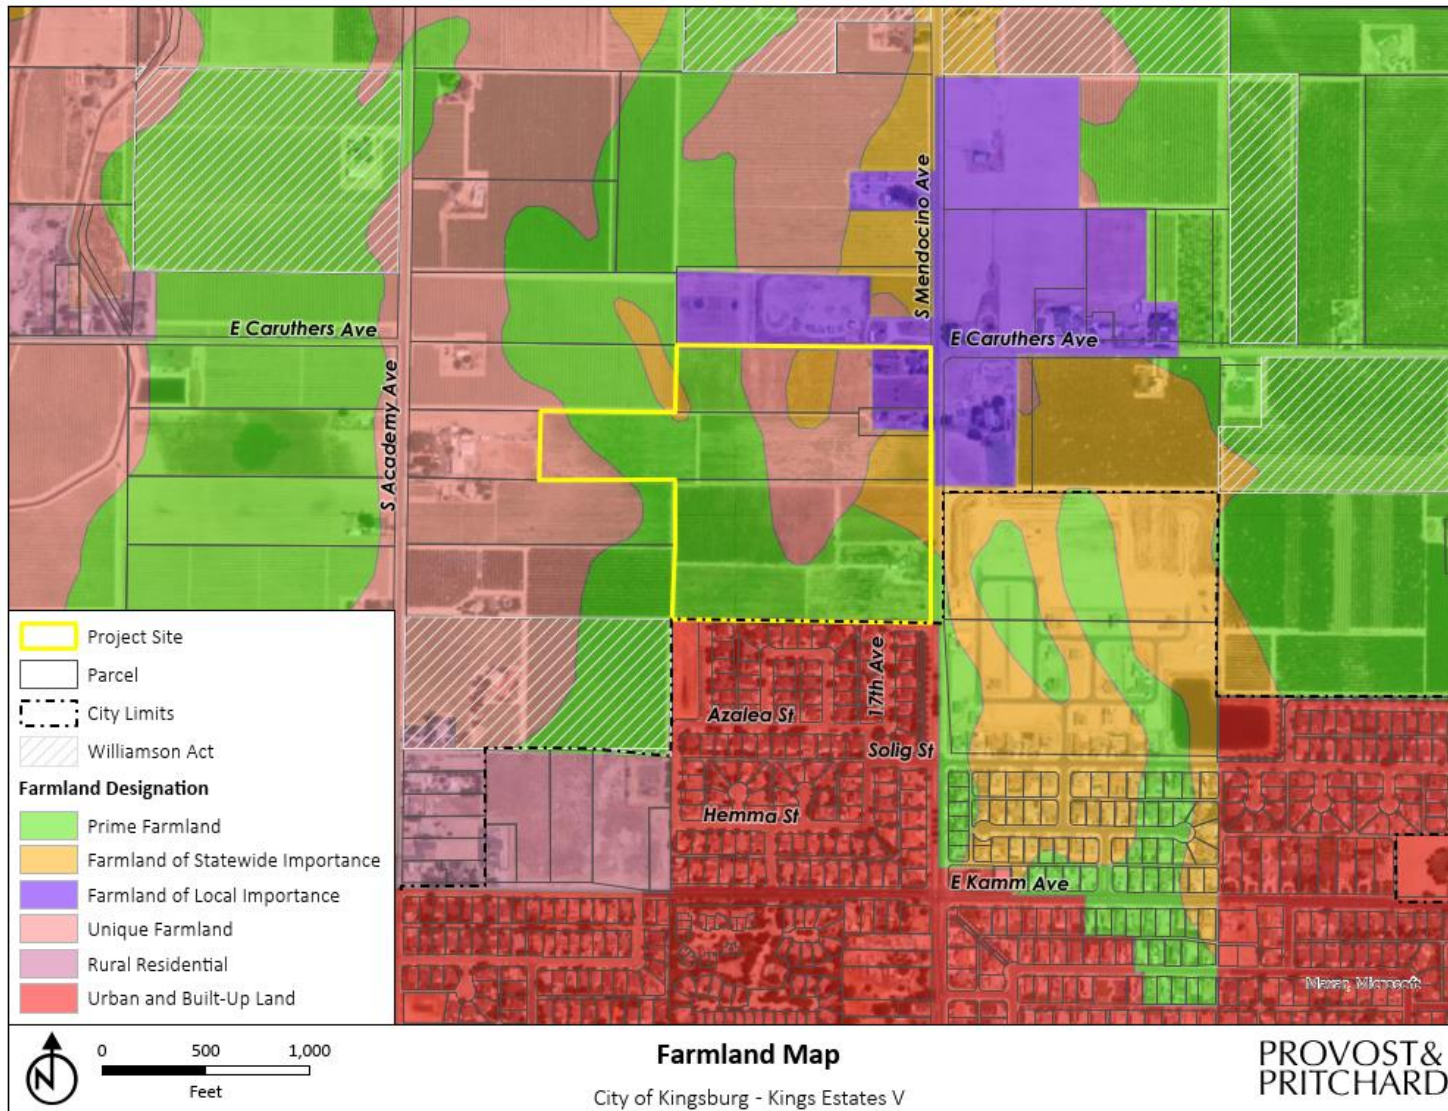 S Mendocino Ave
E Caruthers Ave
E Caruthers Ave
S Academy Ave
17th Ave
Azalea St
Solig St
Hemma St
E Kamm Ave
Maxar, Microsoft
Project Site
Parcel
City Limits
Williamson Act
Farmland Designation
Prime Farmland
Farmland of Statewide Importance
Farmland of Local Importance
Unique Farmland
Rural Residential
Urban and Built-Up Land
N
0 500 1,000
Feet
Farmland Map
City of Kingsburg - Kings Estates V
PROVOST&
PRITCHARD